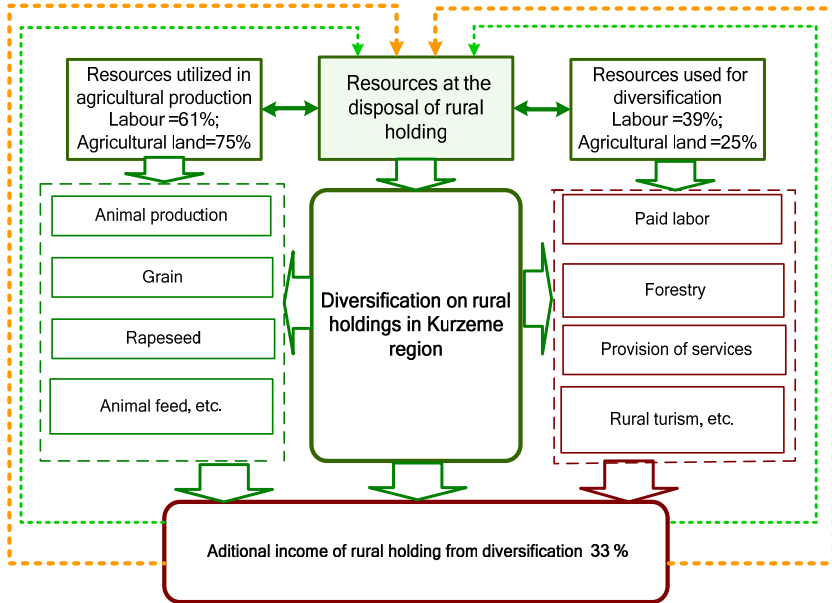 Resources utilized in
agricultural production
Labour =61%;
Agricultural land=75%
Resources at the
disposal of rural
holding
Resources used for
diversification
Labour =39%;
Agricultural land =25%
Animal production
Grain
Rapeseed
Animal feed, etc.
Diversification on rural
holdings in Kurzeme
region
Paid labor
Forestry
Provision of services
Rural turism, etc.
Aditional income of rural holding from diversification 33 %